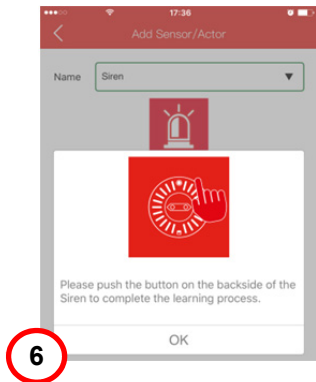 17:36
Add Sensor/Actor
Name
Siren
Please push the button on the backside of the
Siren to complete the learning process.
OK
6